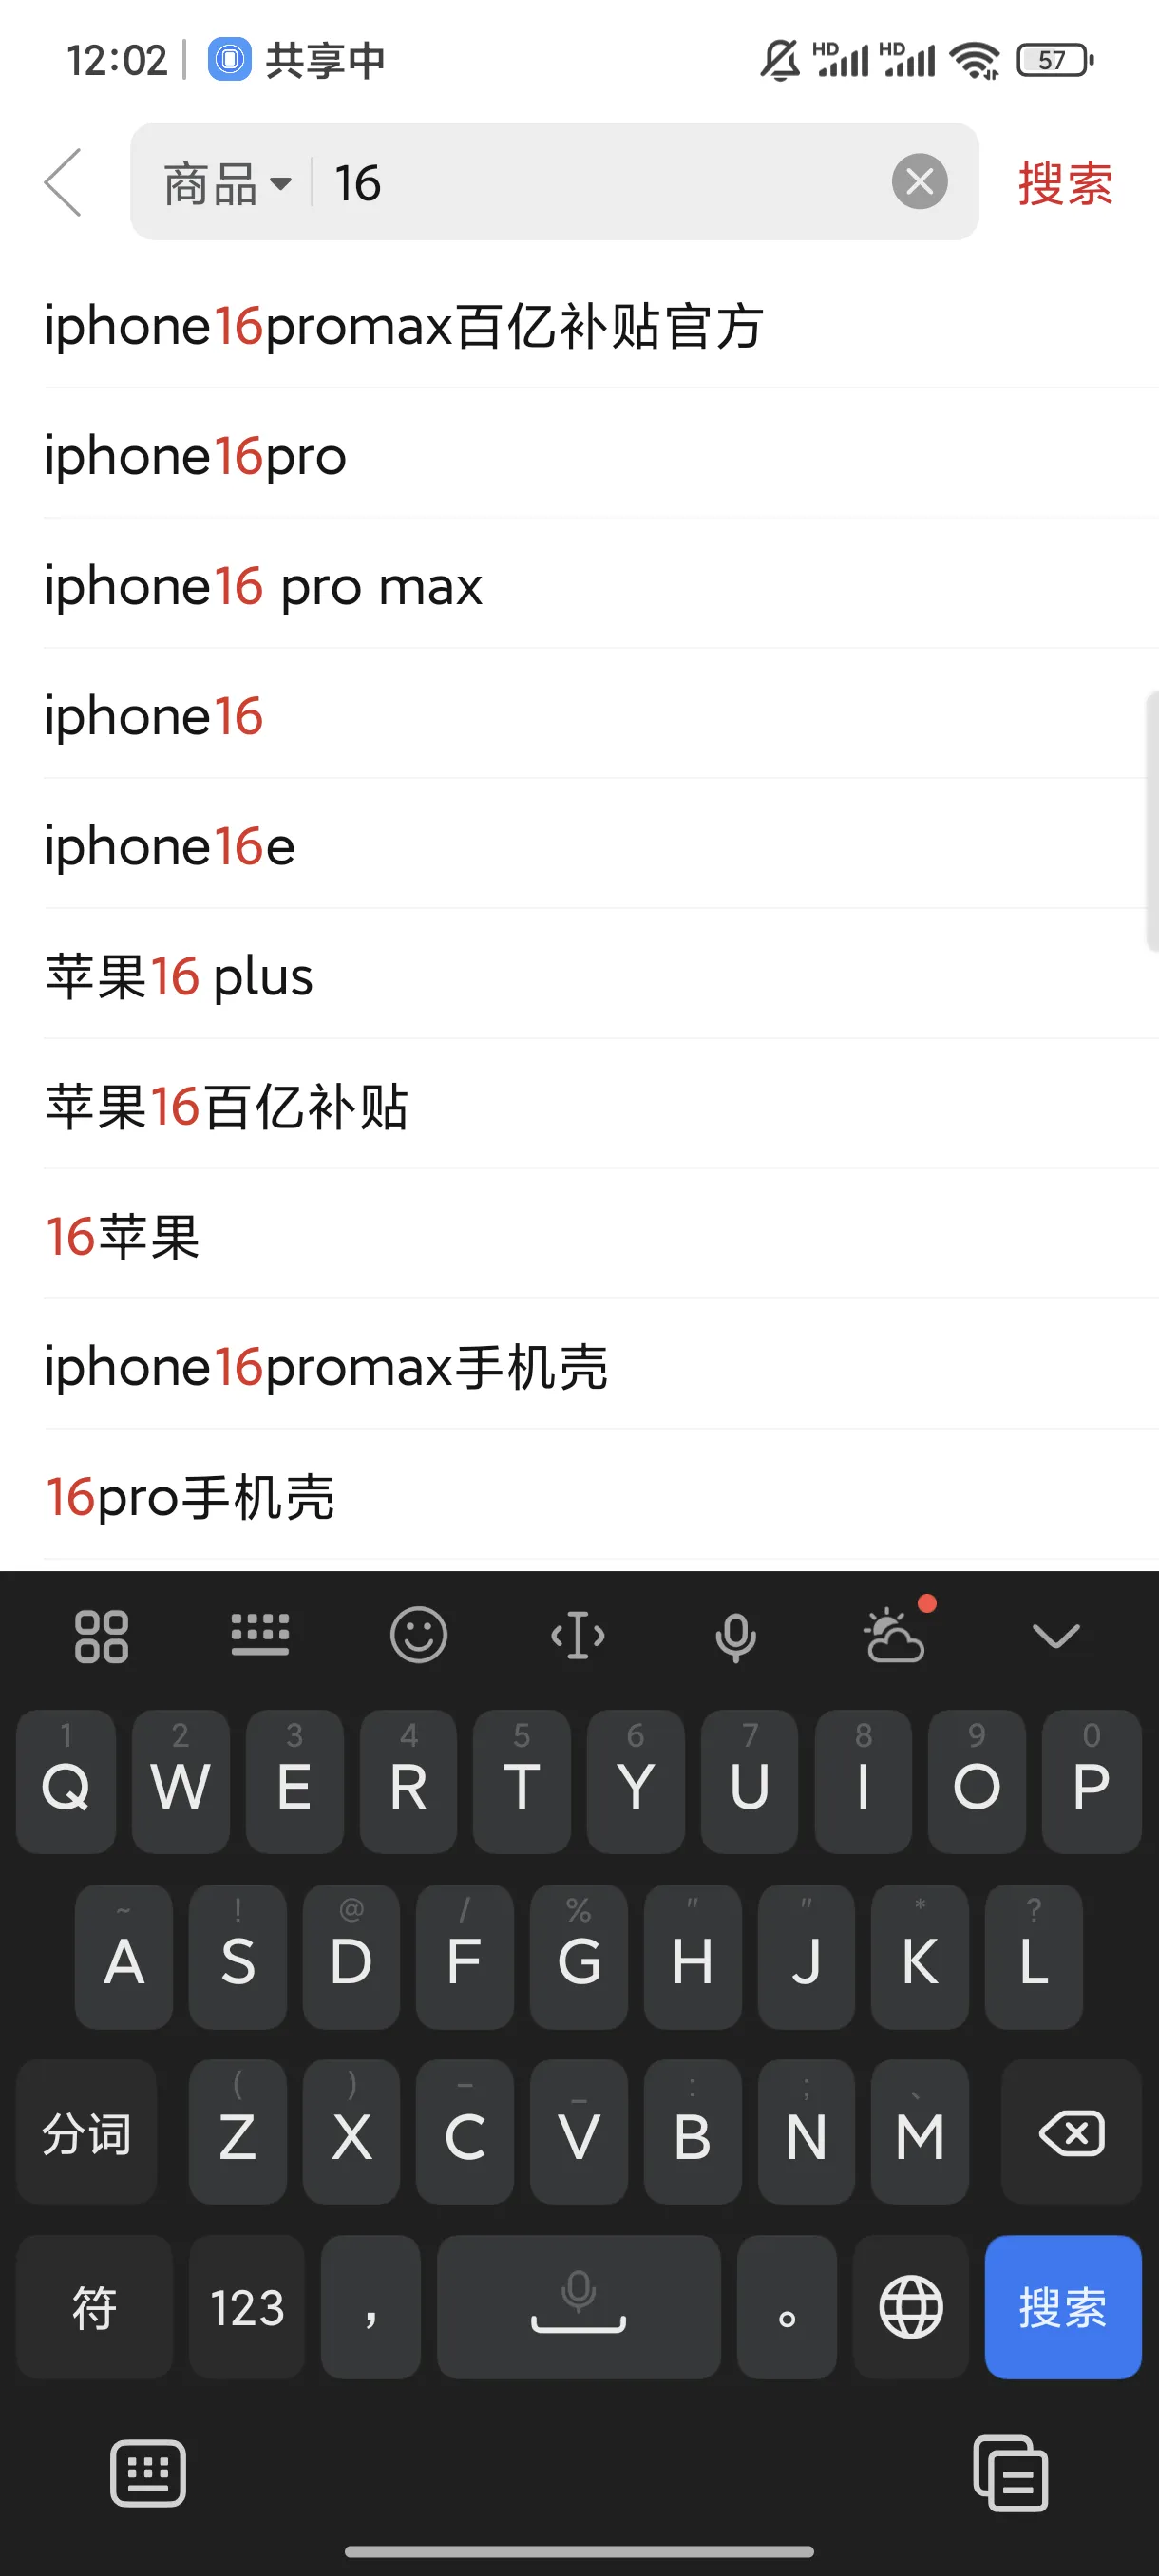 12:02 共享中 HD HD 57
商品 16 搜索
iphone16promax百亿补贴官方
iphone16pro
iphone16 pro max
iphone16
iphone16e
苹果16 plus
苹果16百亿补贴
16苹果
iphone16promax手机壳
16pro手机壳
1 2 3 4 5 6 7 8 9 0
Q W E R T Y U I O P
~ ! @ / % " " * ?
A S D F G H J K L
( ) – _ : ; 、
分词 Z X C V B N M
符 123 , 。 搜索